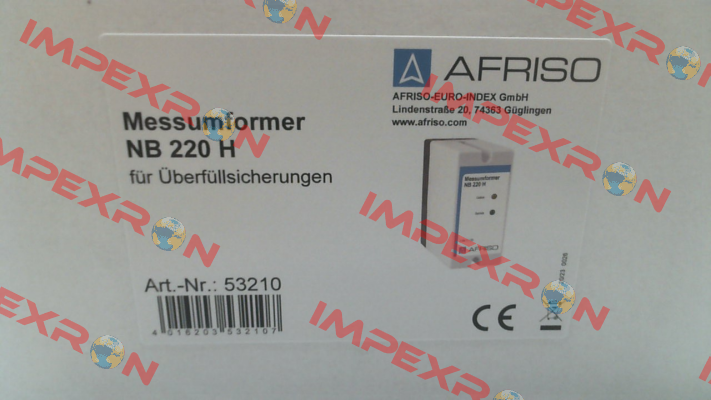 IMPEXRON
IMPEXRON
IMPEXRON
IMPEXRON
IMPEXRON
IMPEXRON
AFRISO
AFRISO-EURO-INDEX GmbH
Lindenstraße 20, 74363 Güglingen
www.afriso.com
Messumformer
NB 220 H
für Überfüllsicherungen
Messumformer
NB 220 H
AFRISO
Art.-Nr.: 53210
4 016203 532107
CE